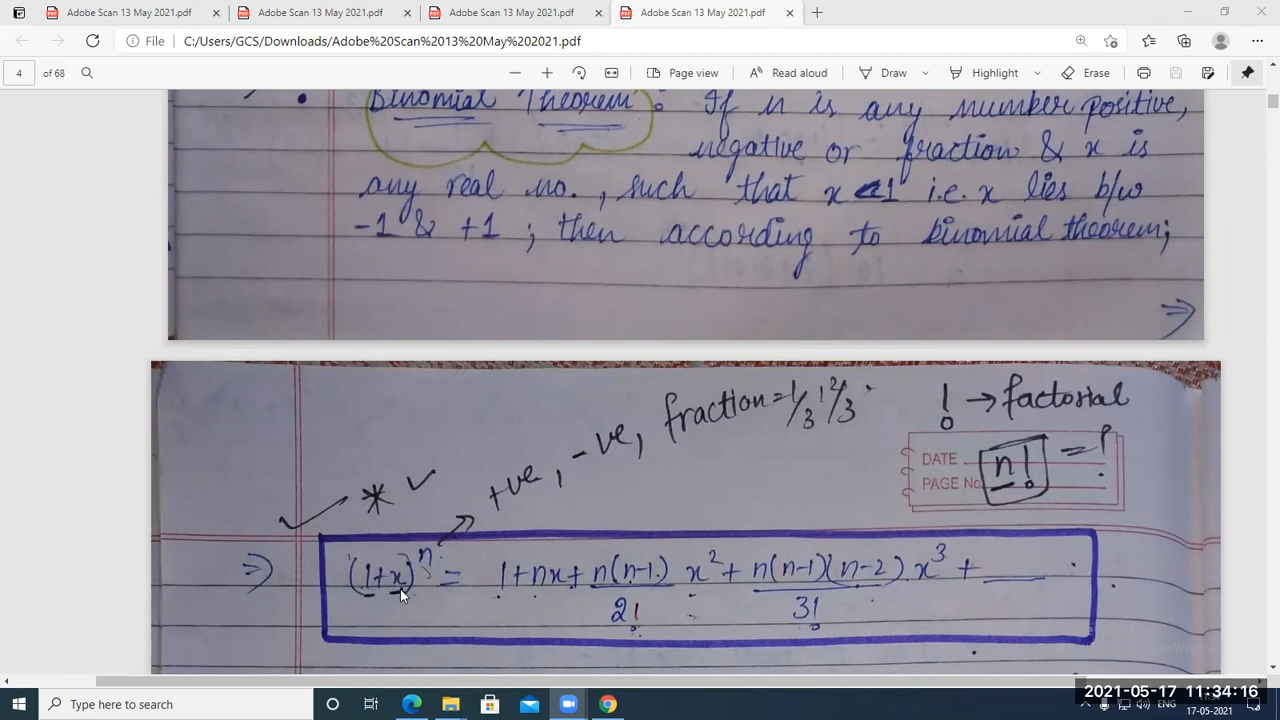 Adobe Scan 13 May 2021.pdf
Adobe Scan 13 May 2021.pdf
Adobe Scan 13 May 2021.pdf
Adobe Scan 13 May 2021.pdf
File C:/Users/GCS/Downloads/Adobe%20Scan%2013%20May%202021.pdf
4 of 68 Page view Read aloud Draw Highlight Erase
• Binomial Theorem : If n is any number positive,
negative or fraction & x is
any real no., such that x < 1 i.e. x lies b/w
-1 & +1 ; then according to binomial theorem;
⇒
+ve, -ve, fraction = 1/3, 2/3
! → factorial
DATE
PAGE No.
n! = ?
⇒ (1+x)ⁿ = 1 + nx + n(n-1)/2! x² + n(n-1)(n-2)/3! . x³ + ___
Type here to search
ENG
17-05-2021
2021-05-17 11:34:16